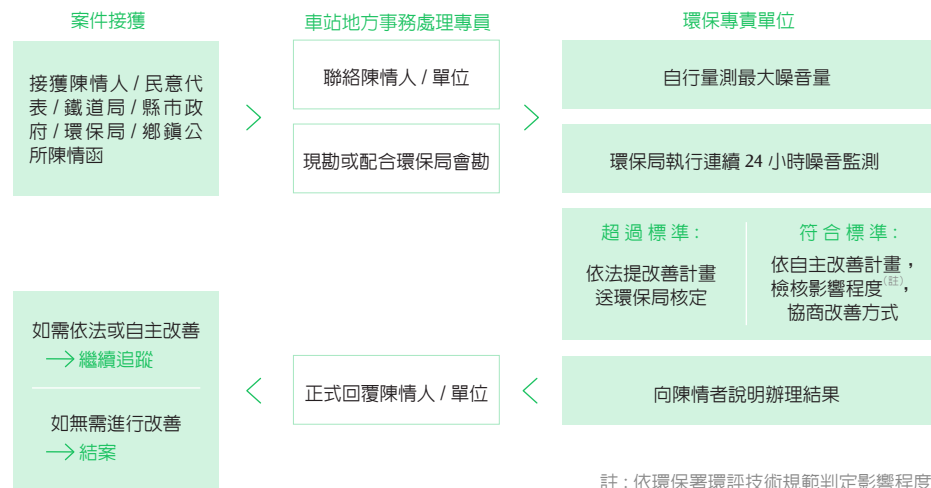 案件接獲
車站地方事務處理專員
環保專責單位
接獲陳情人 / 民意代
表 / 鐵道局 / 縣市政
府 / 環保局 / 鄉鎮公
所陳情函
聯絡陳情人 / 單位
現勘或配合環保局會勘
自行量測最大噪音量
環保局執行連續 24 小時噪音監測
超過標準 :
依法提改善計畫
送環保局核定
符合標準 :
依自主改善計畫，
檢核影響程度(註)，
協商改善方式
向陳情者說明辦理結果
正式回覆陳情人 / 單位
如需依法或自主改善
→繼續追蹤
如無需進行改善
→結案
註 : 依環保署環評技術規範判定影響程度